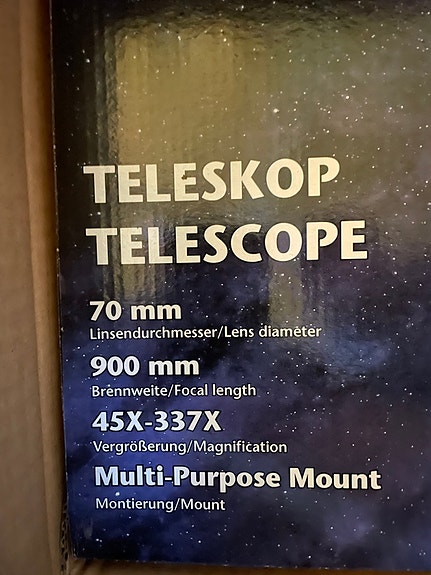 TELESKOP
TELESCOPE
70 mm
Linsendurchmesser/Lens diameter
900 mm
Brennweite/Focal length
45X-337X
Vergrößerung/Magnification
Multi-Purpose Mount
Montierung/Mount